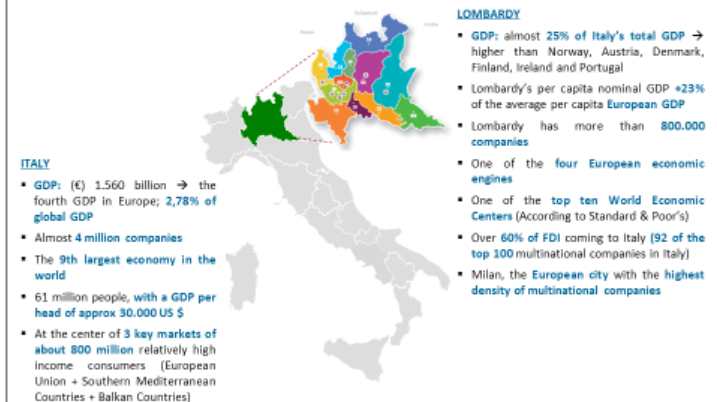 LOMBARDY
▪ GDP: almost 25% of Italy's total GDP →
higher than Norway, Austria, Denmark,
Finland, Ireland and Portugal
▪ Lombardy's per capita nominal GDP +23%
of the average per capita European GDP
▪ Lombardy has more than 800.000
companies
▪ One of the four European economic
engines
▪ One of the top ten World Economic
Centers (According to Standard & Poor's)
▪ Over 60% of FDI coming to Italy (92 of the
top 100 multinational companies in Italy)
▪ Milan, the European city with the highest
density of multinational companies
ITALY
▪ GDP: (€) 1.560 billion → the
fourth GDP in Europe; 2,78% of
global GDP
▪ Almost 4 million companies
▪ The 9th largest economy in the
world
▪ 61 million people, with a GDP per
head of approx 30.000 US $
▪ At the center of 3 key markets of
about 800 million relatively high
income consumers (European
Union + Southern Mediterranean
Countries + Balkan Countries)